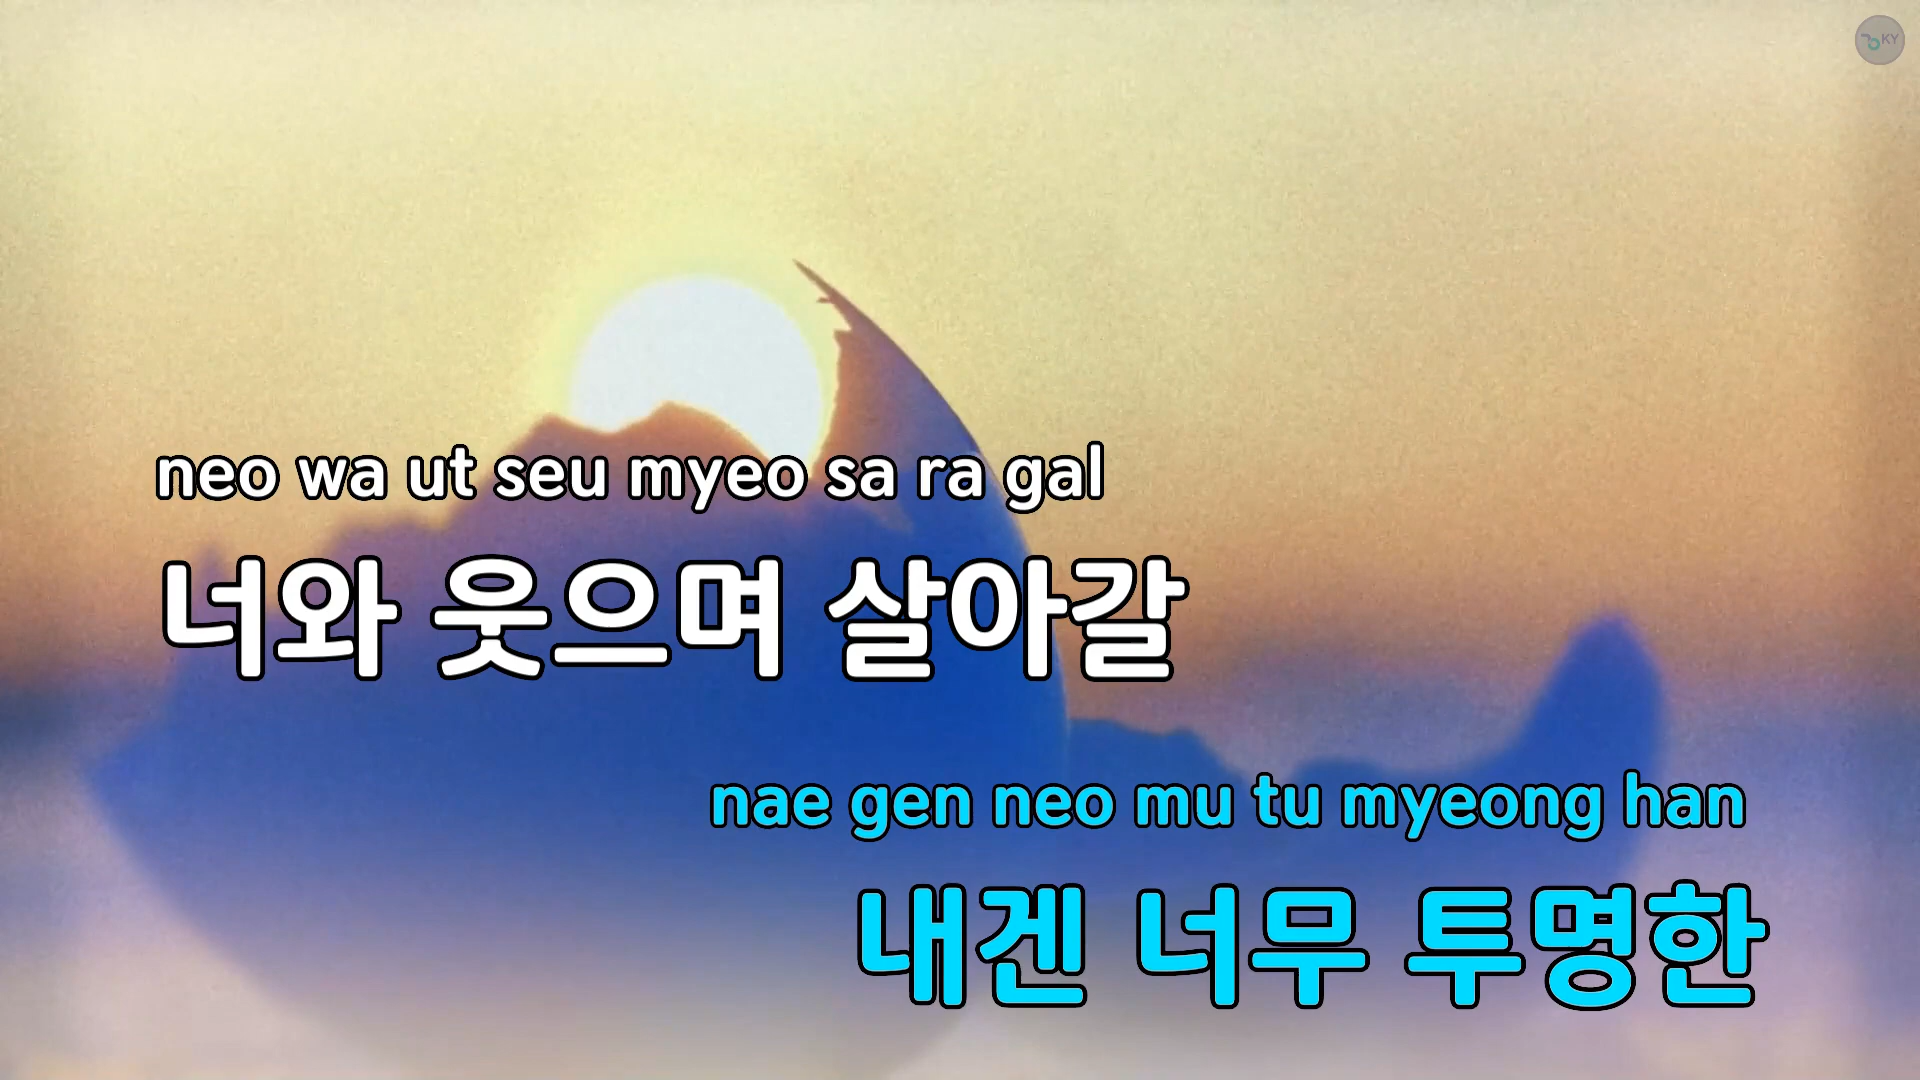 KY
neo wa ut seu myeo sa ra gal
너와 웃으며 살아갈
nae gen neo mu tu myeong han
내겐 너무 투명한